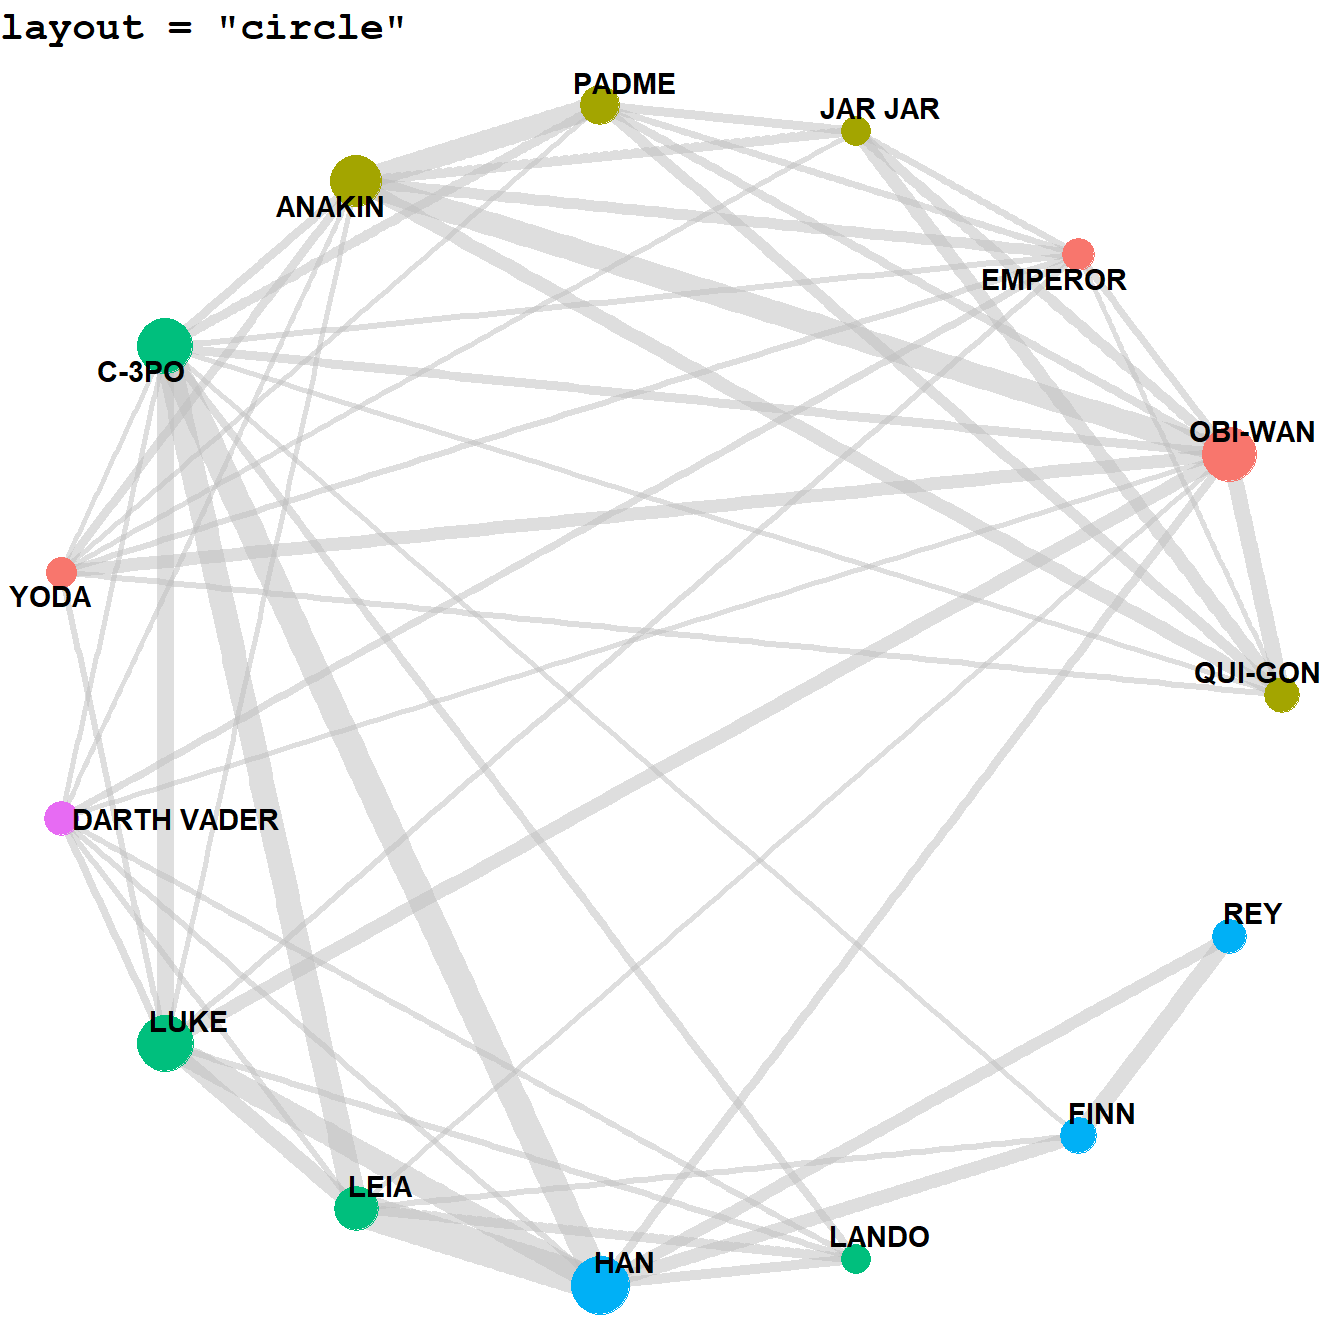 layout = "circle"
PADME
JAR JAR
ANAKIN
EMPEROR
C-3PO
OBI-WAN
YODA
QUI-GON
DARTH VADER
REY
LUKE
FINN
LEIA
LANDO
HAN